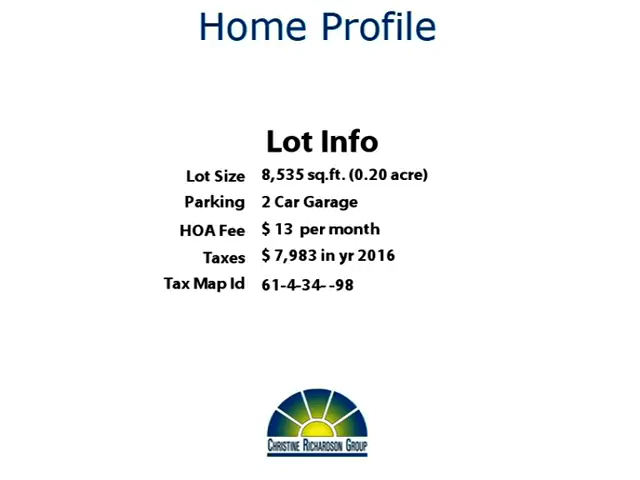 Home Profile
Lot Info
Lot Size 8,535 sq.ft. (0.20 acre)
Parking 2 Car Garage
HOA Fee $ 13 per month
Taxes $ 7,983 in yr 2016
Tax Map Id 61-4-34- -98
CHRISTINE RICHARDSON GROUP